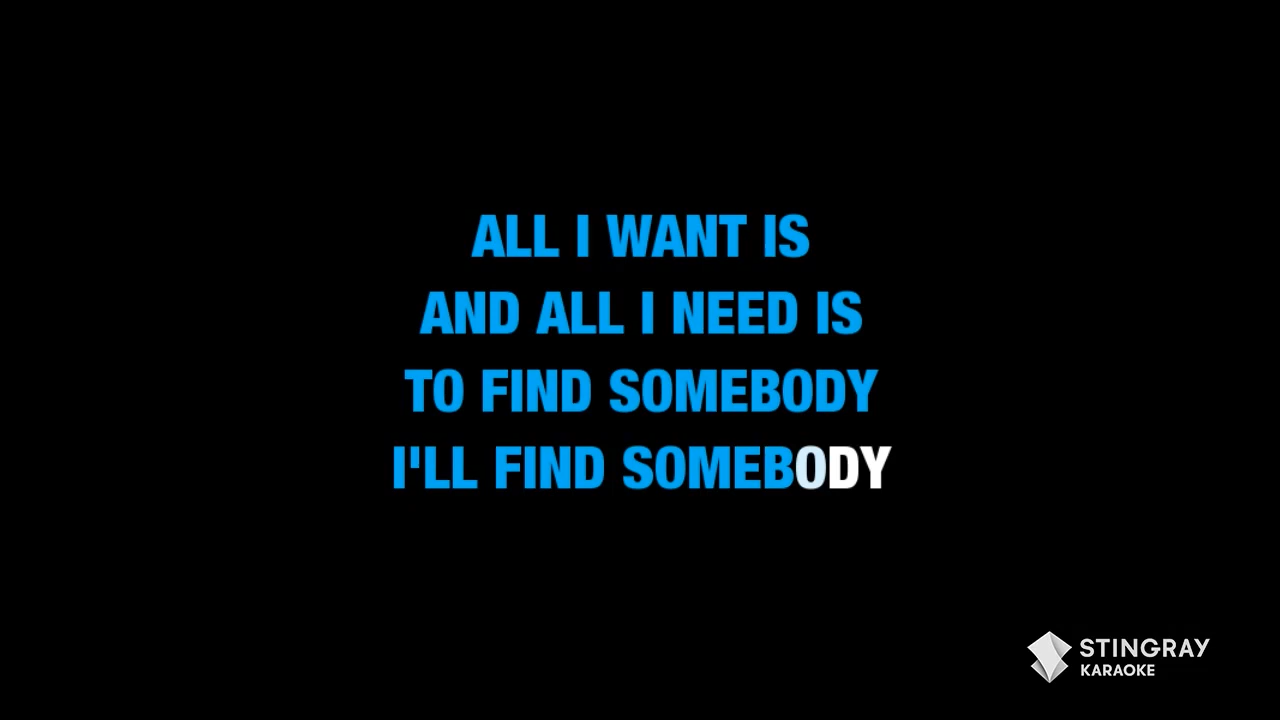 ALL I WANT IS
AND ALL I NEED IS
TO FIND SOMEBODY
I'LL FIND SOMEBODY
STINGRAY
KARAOKE